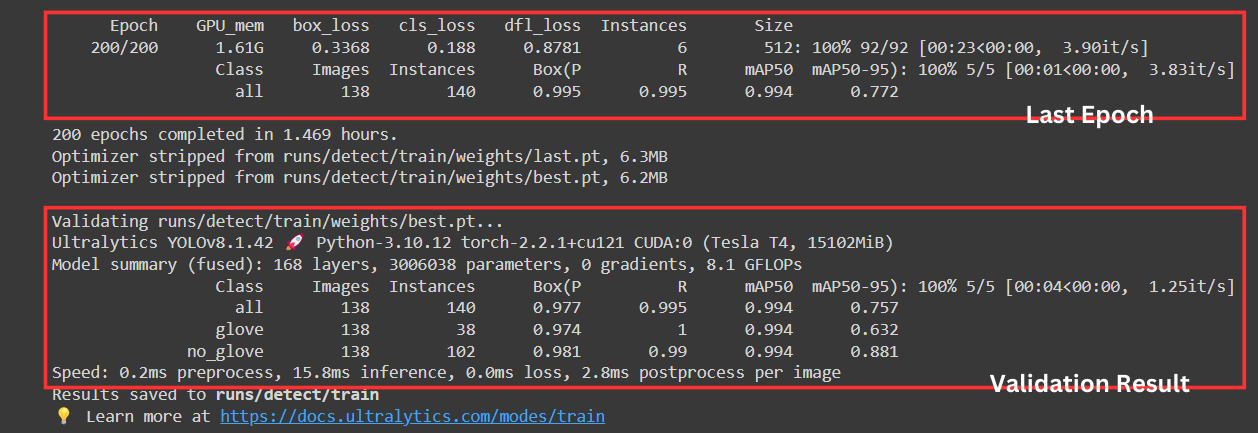 Epoch GPU_mem box_loss cls_loss dfl_loss Instances Size
200/200 1.61G 0.3368 0.188 0.8781 6 512: 100% 92/92 [00:23<00:00, 3.90it/s]
Class Images Instances Box(P R mAP50 mAP50-95): 100% 5/5 [00:01<00:00, 3.83it/s]
all 138 140 0.995 0.995 0.994 0.772
Last Epoch
200 epochs completed in 1.469 hours.
Optimizer stripped from runs/detect/train/weights/last.pt, 6.3MB
Optimizer stripped from runs/detect/train/weights/best.pt, 6.2MB
Validating runs/detect/train/weights/best.pt...
Ultralytics YOLOv8.1.42 🚀 Python-3.10.12 torch-2.2.1+cu121 CUDA:0 (Tesla T4, 15102MiB)
Model summary (fused): 168 layers, 3006038 parameters, 0 gradients, 8.1 GFLOPs
Class Images Instances Box(P R mAP50 mAP50-95): 100% 5/5 [00:04<00:00, 1.25it/s]
all 138 140 0.977 0.995 0.994 0.757
glove 138 38 0.974 1 0.994 0.632
no_glove 138 102 0.981 0.99 0.994 0.881
Speed: 0.2ms preprocess, 15.8ms inference, 0.0ms loss, 2.8ms postprocess per image
Validation Result
Results saved to runs/detect/train
💡 Learn more at https://docs.ultralytics.com/modes/train